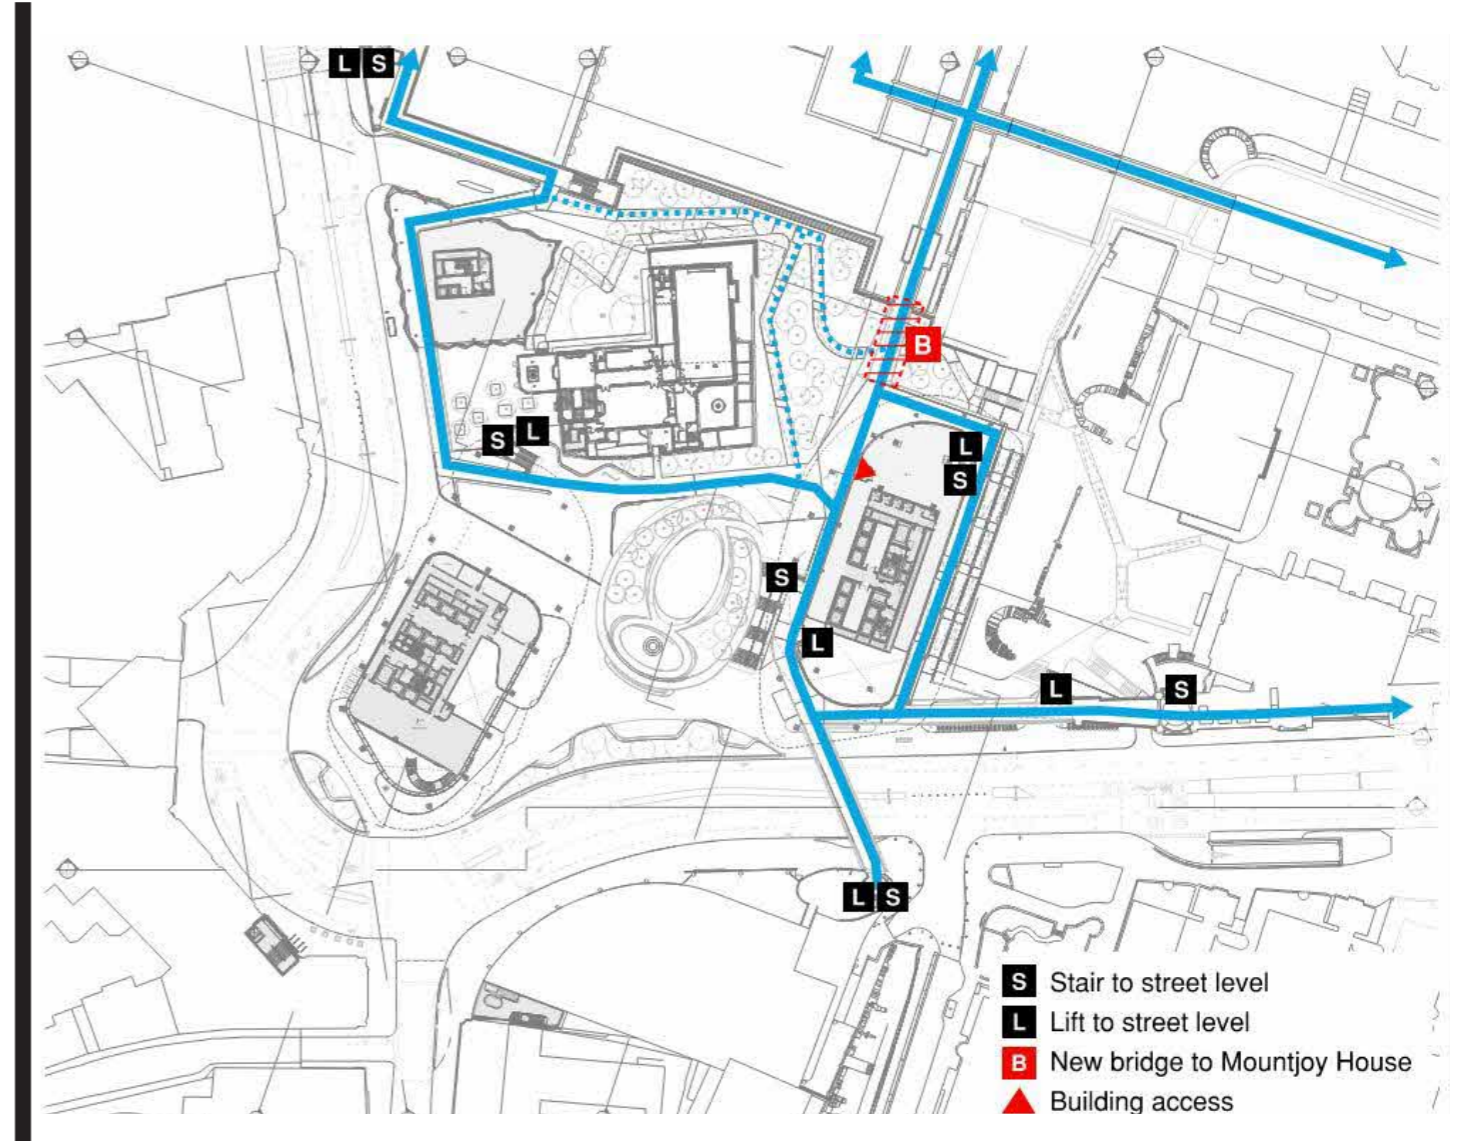 L S
B
S L
L
S
S
L
L S
L S
S Stair to street level
L Lift to street level
B New bridge to Mountjoy House
Building access